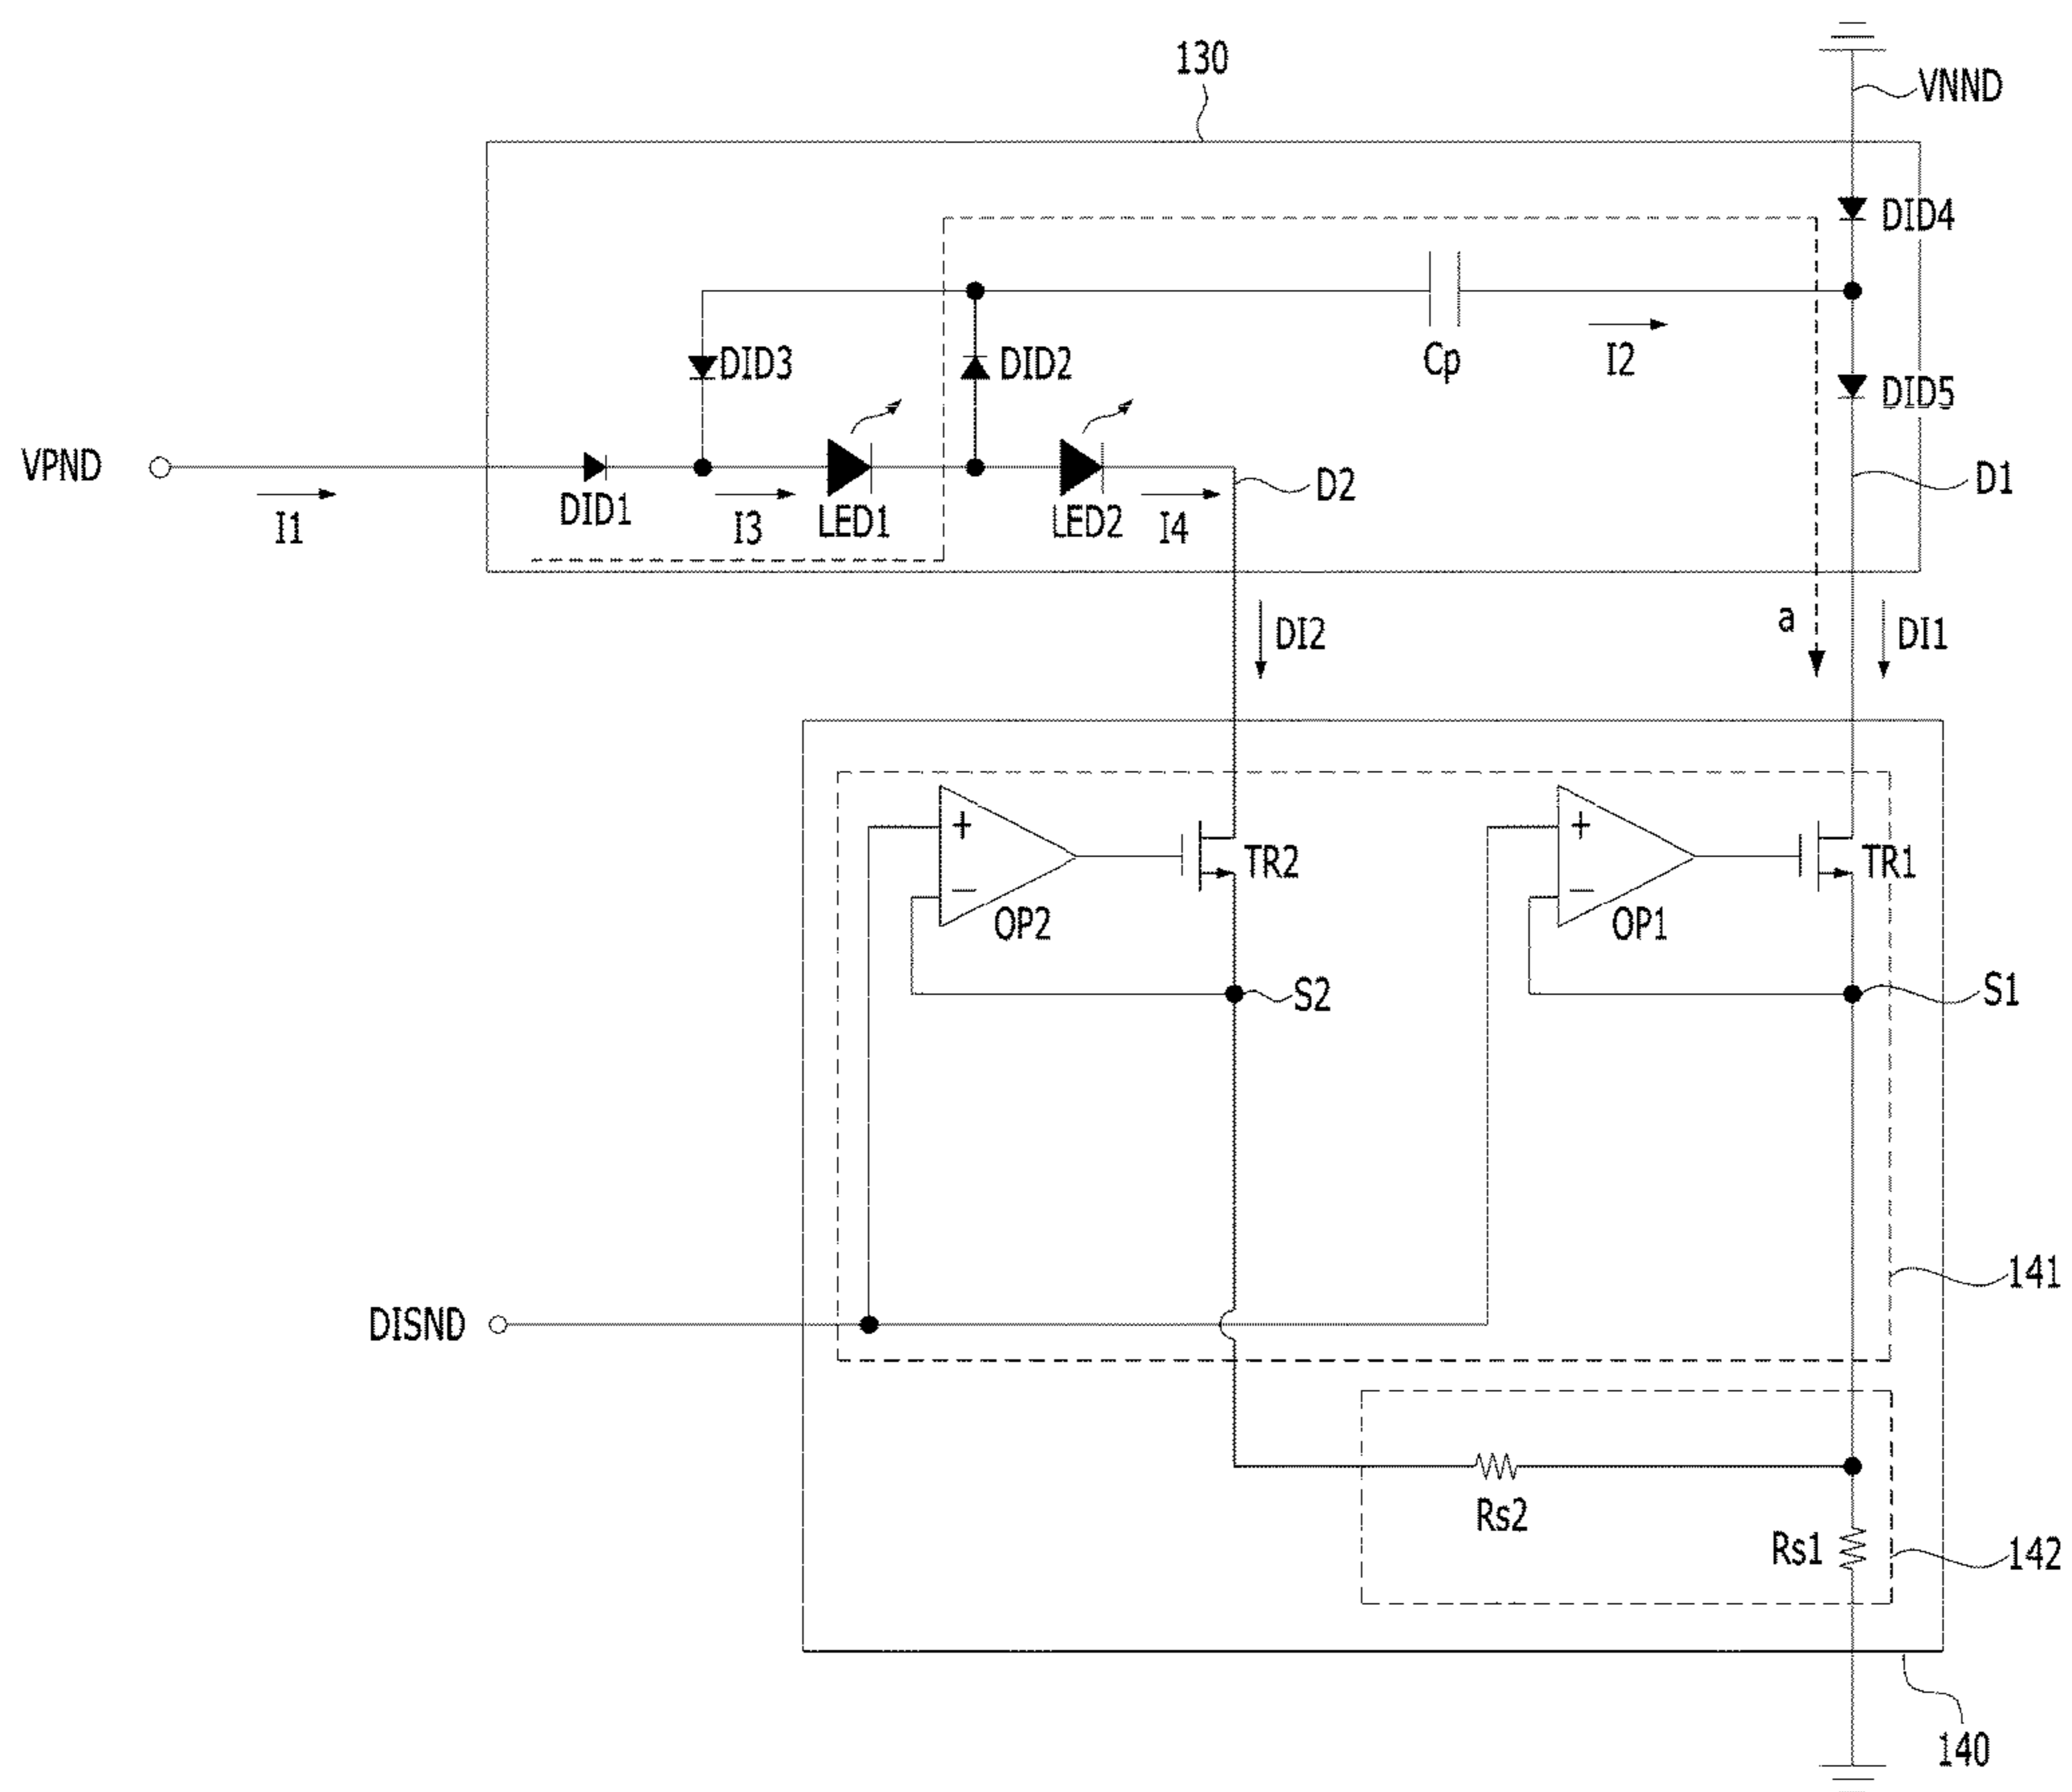 130
VNND
DID4
DID3
DID2
Cp
I2
DID5
VPND
I1
DID1
I3
LED1
LED2
I4
D2
D1
a
DI2
DI1
+
−
OP2
TR2
+
−
OP1
TR1
S2
S1
141
DISND
Rs2
Rs1
142
140